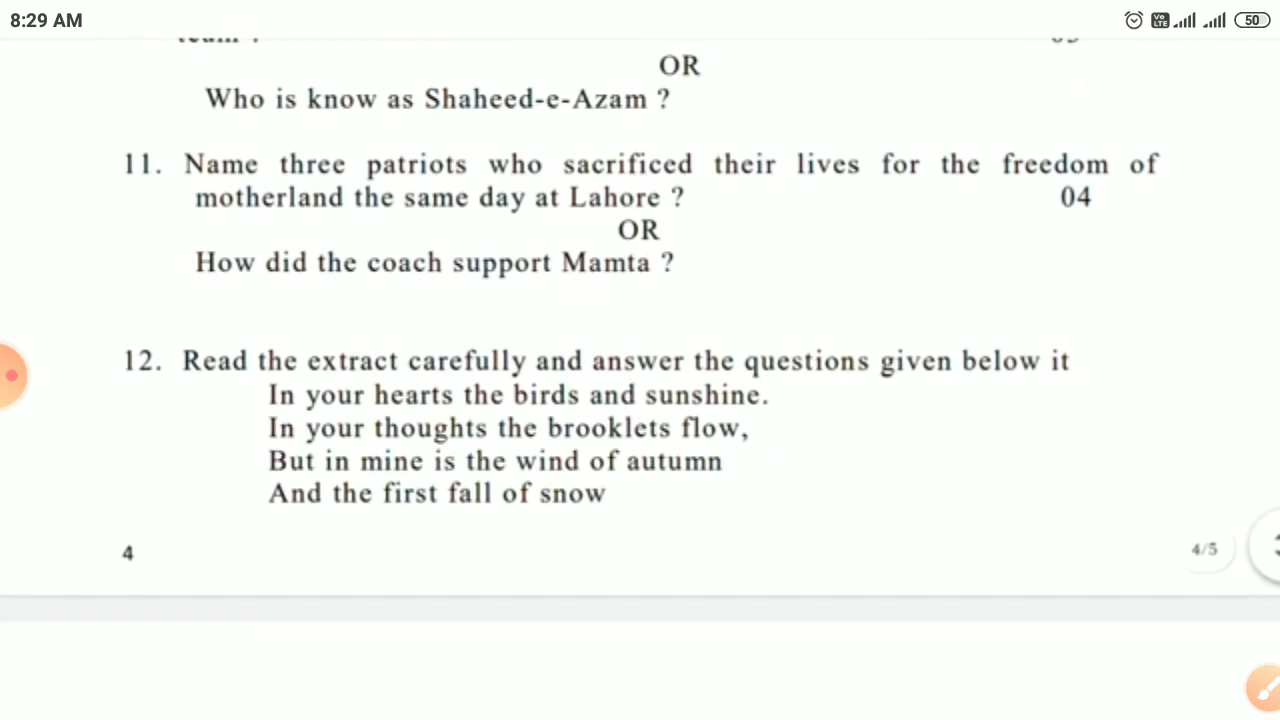 8:29 AM
Vo LTE 50
OR
Who is know as Shaheed-e-Azam ?
11. Name three patriots who sacrificed their lives for the freedom of
motherland the same day at Lahore ? 04
OR
How did the coach support Mamta ?
12. Read the extract carefully and answer the questions given below it
In your hearts the birds and sunshine.
In your thoughts the brooklets flow,
But in mine is the wind of autumn
And the first fall of snow
4
4/5